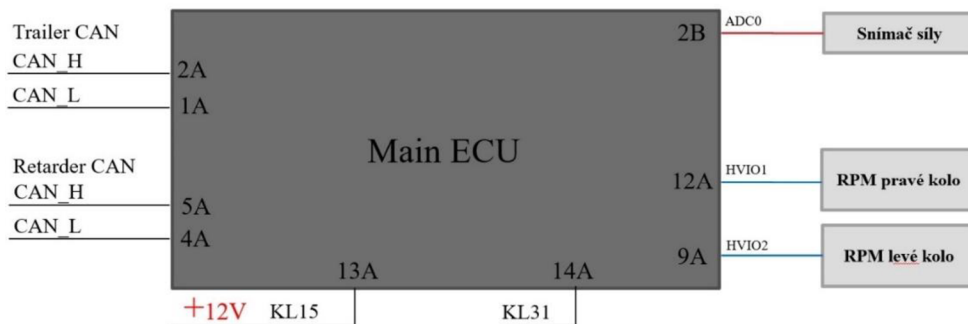 Trailer CAN
CAN_H
2A
CAN_L
1A
Retarder CAN
CAN_H
5A
CAN_L
4A
Main ECU
2B
ADC0
Snímač síly
12A
HVIO1
RPM pravé kolo
9A
HVIO2
RPM levé kolo
13A
14A
+12V
KL15
KL31